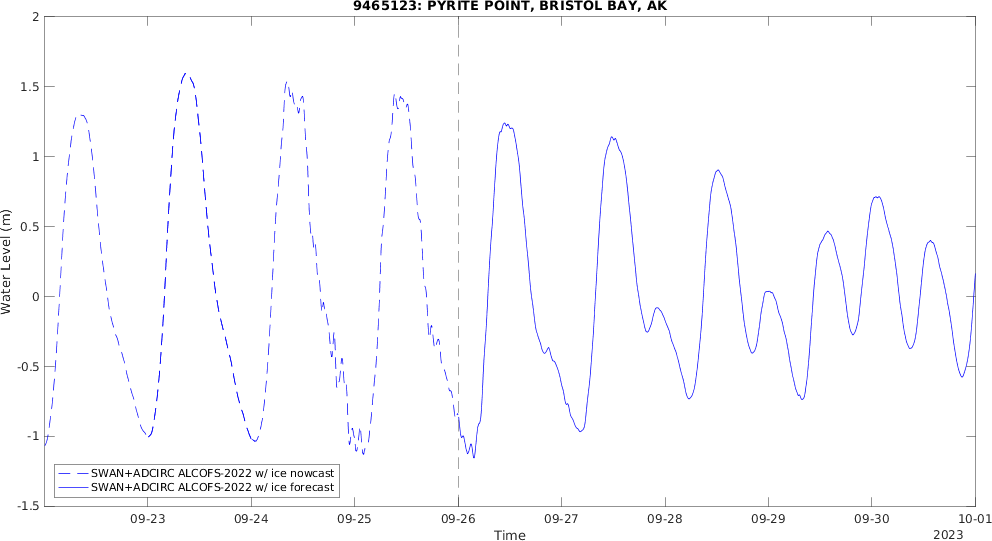 9465123: PYRITE POINT, BRISTOL BAY, AK
2
1.5
1
0.5
0
-0.5
-1
-1.5
Water Level (m)
SWAN+ADCIRC ALCOFS-2022 w/ ice nowcast
SWAN+ADCIRC ALCOFS-2022 w/ ice forecast
09-23 09-24 09-25 09-26 09-27 09-28 09-29 09-30 10-01
Time
2023